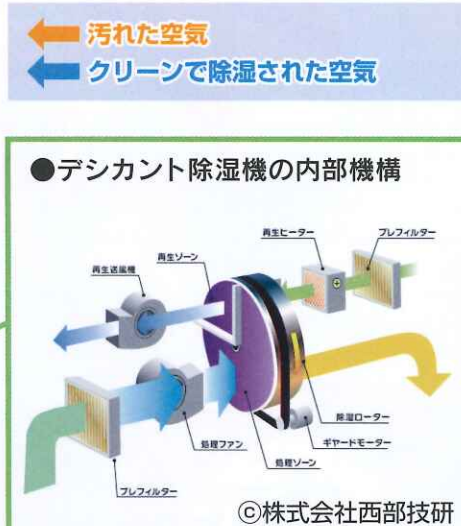 汚れた空気
クリーンで除湿された空気
●デシカント除湿機の内部機構
再生ヒーター
プレフィルター
再生ゾーン
再生送風機
除湿ローター
処理ファン
ギヤードモーター
処理ゾーン
プレフィルター
©株式会社西部技研